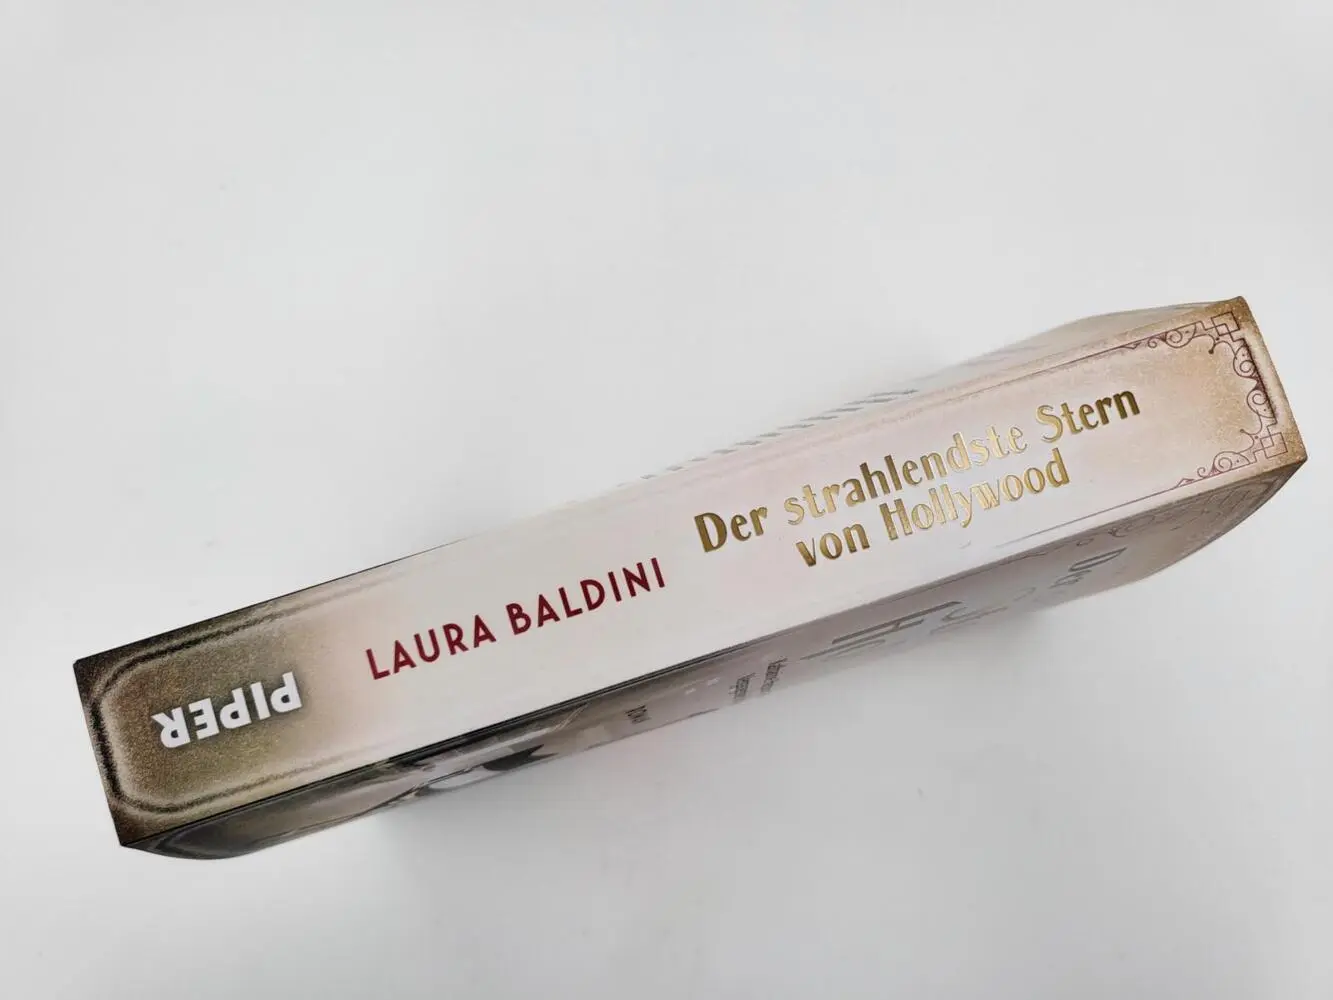 LAURA BALDINI
Der strahlendste Stern
von Hollywood
PIPER